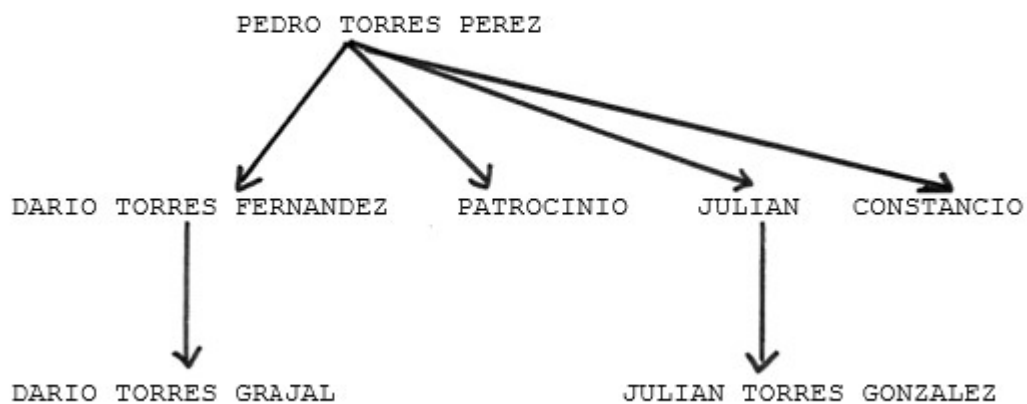 PEDRO TORRES PEREZ
DARIO TORRES FERNANDEZ PATROCINIO JULIAN CONSTANCIO
DARIO TORRES GRAJAL JULIAN TORRES GONZALEZ